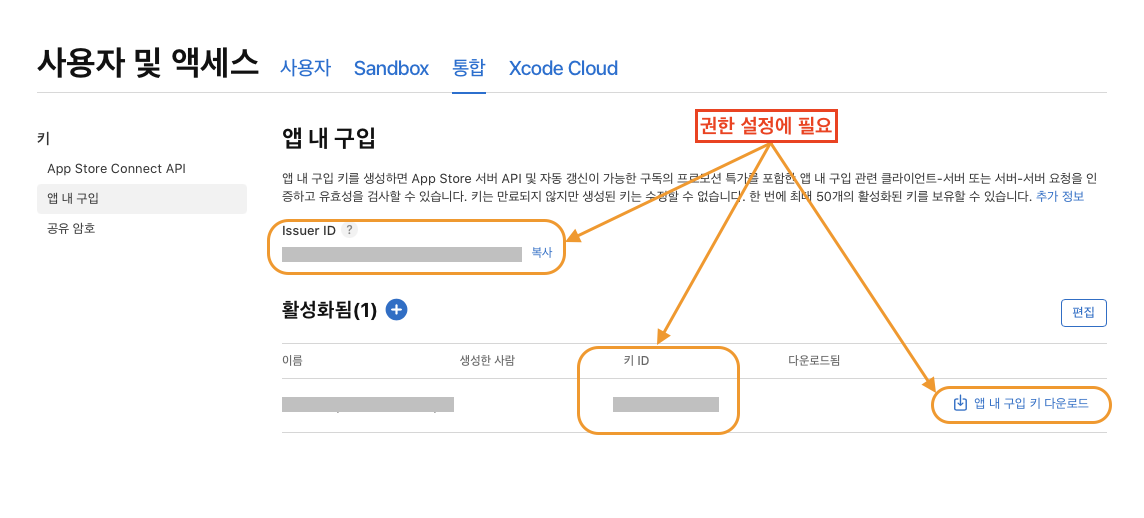 사용자 및 액세스 사용자 Sandbox 통합 Xcode Cloud
키
App Store Connect API
앱 내 구입
공유 암호
앱 내 구입
권한 설정에 필요
앱 내 구입 키를 생성하면 App Store 서버 API 및 자동 갱신이 가능한 구독의 프로모션 특가를 포함한 앱 내 구입 관련 클라이언트-서버 또는 서버-서버 요청을 인
증하고 유효성을 검사할 수 있습니다. 키는 만료되지 않지만 생성된 키는 수정할 수 없습니다. 한 번에 최대 50개의 활성화된 키를 보유할 수 있습니다. 추가 정보
Issuer ID ?
복사
활성화됨(1) +
편집
이름 생성한 사람 키 ID 다운로드됨
앱 내 구입 키 다운로드